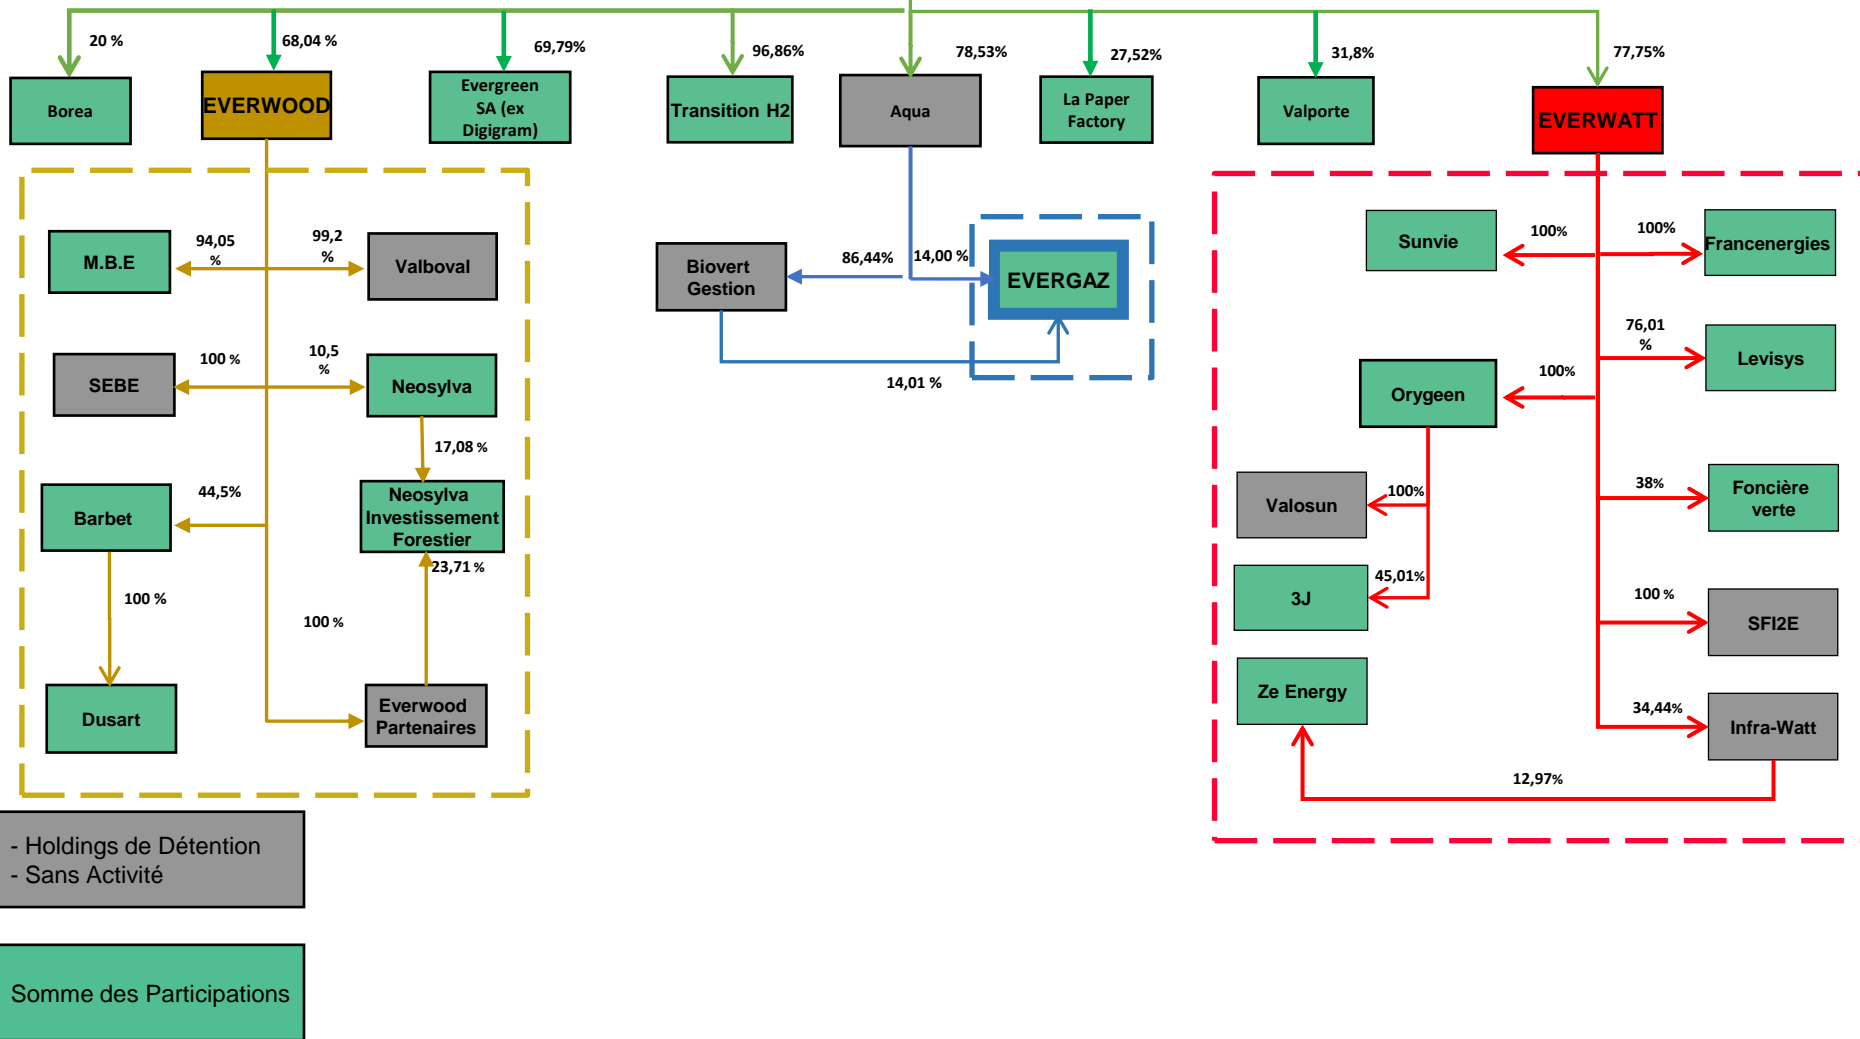 20 %
68,04 %
69,79%
96,86%
78,53%
27,52%
31,8%
77,75%
Borea
EVERWOOD
Evergreen
SA (ex
Digigram)
Transition H2
Aqua
La Paper
Factory
Valporte
EVERWATT
M.B.E
94,05
%
99,2
%
Valboval
SEBE
100 %
10,5
%
Neosylva
17,08 %
Barbet
44,5%
Neosylva
Investissement
Forestier
23,71 %
100 %
100 %
Dusart
Everwood
Partenaires
Biovert
Gestion
86,44%
14,00 %
EVERGAZ
14,01 %
Sunvie
100%
100%
Francenergies
76,01
%
Levisys
Orygeen
100%
Valosun
100%
38%
Foncière
verte
3J
45,01%
100 %
SFI2E
Ze Energy
34,44%
Infra-Watt
12,97%
- Holdings de Détention
- Sans Activité
Somme des Participations